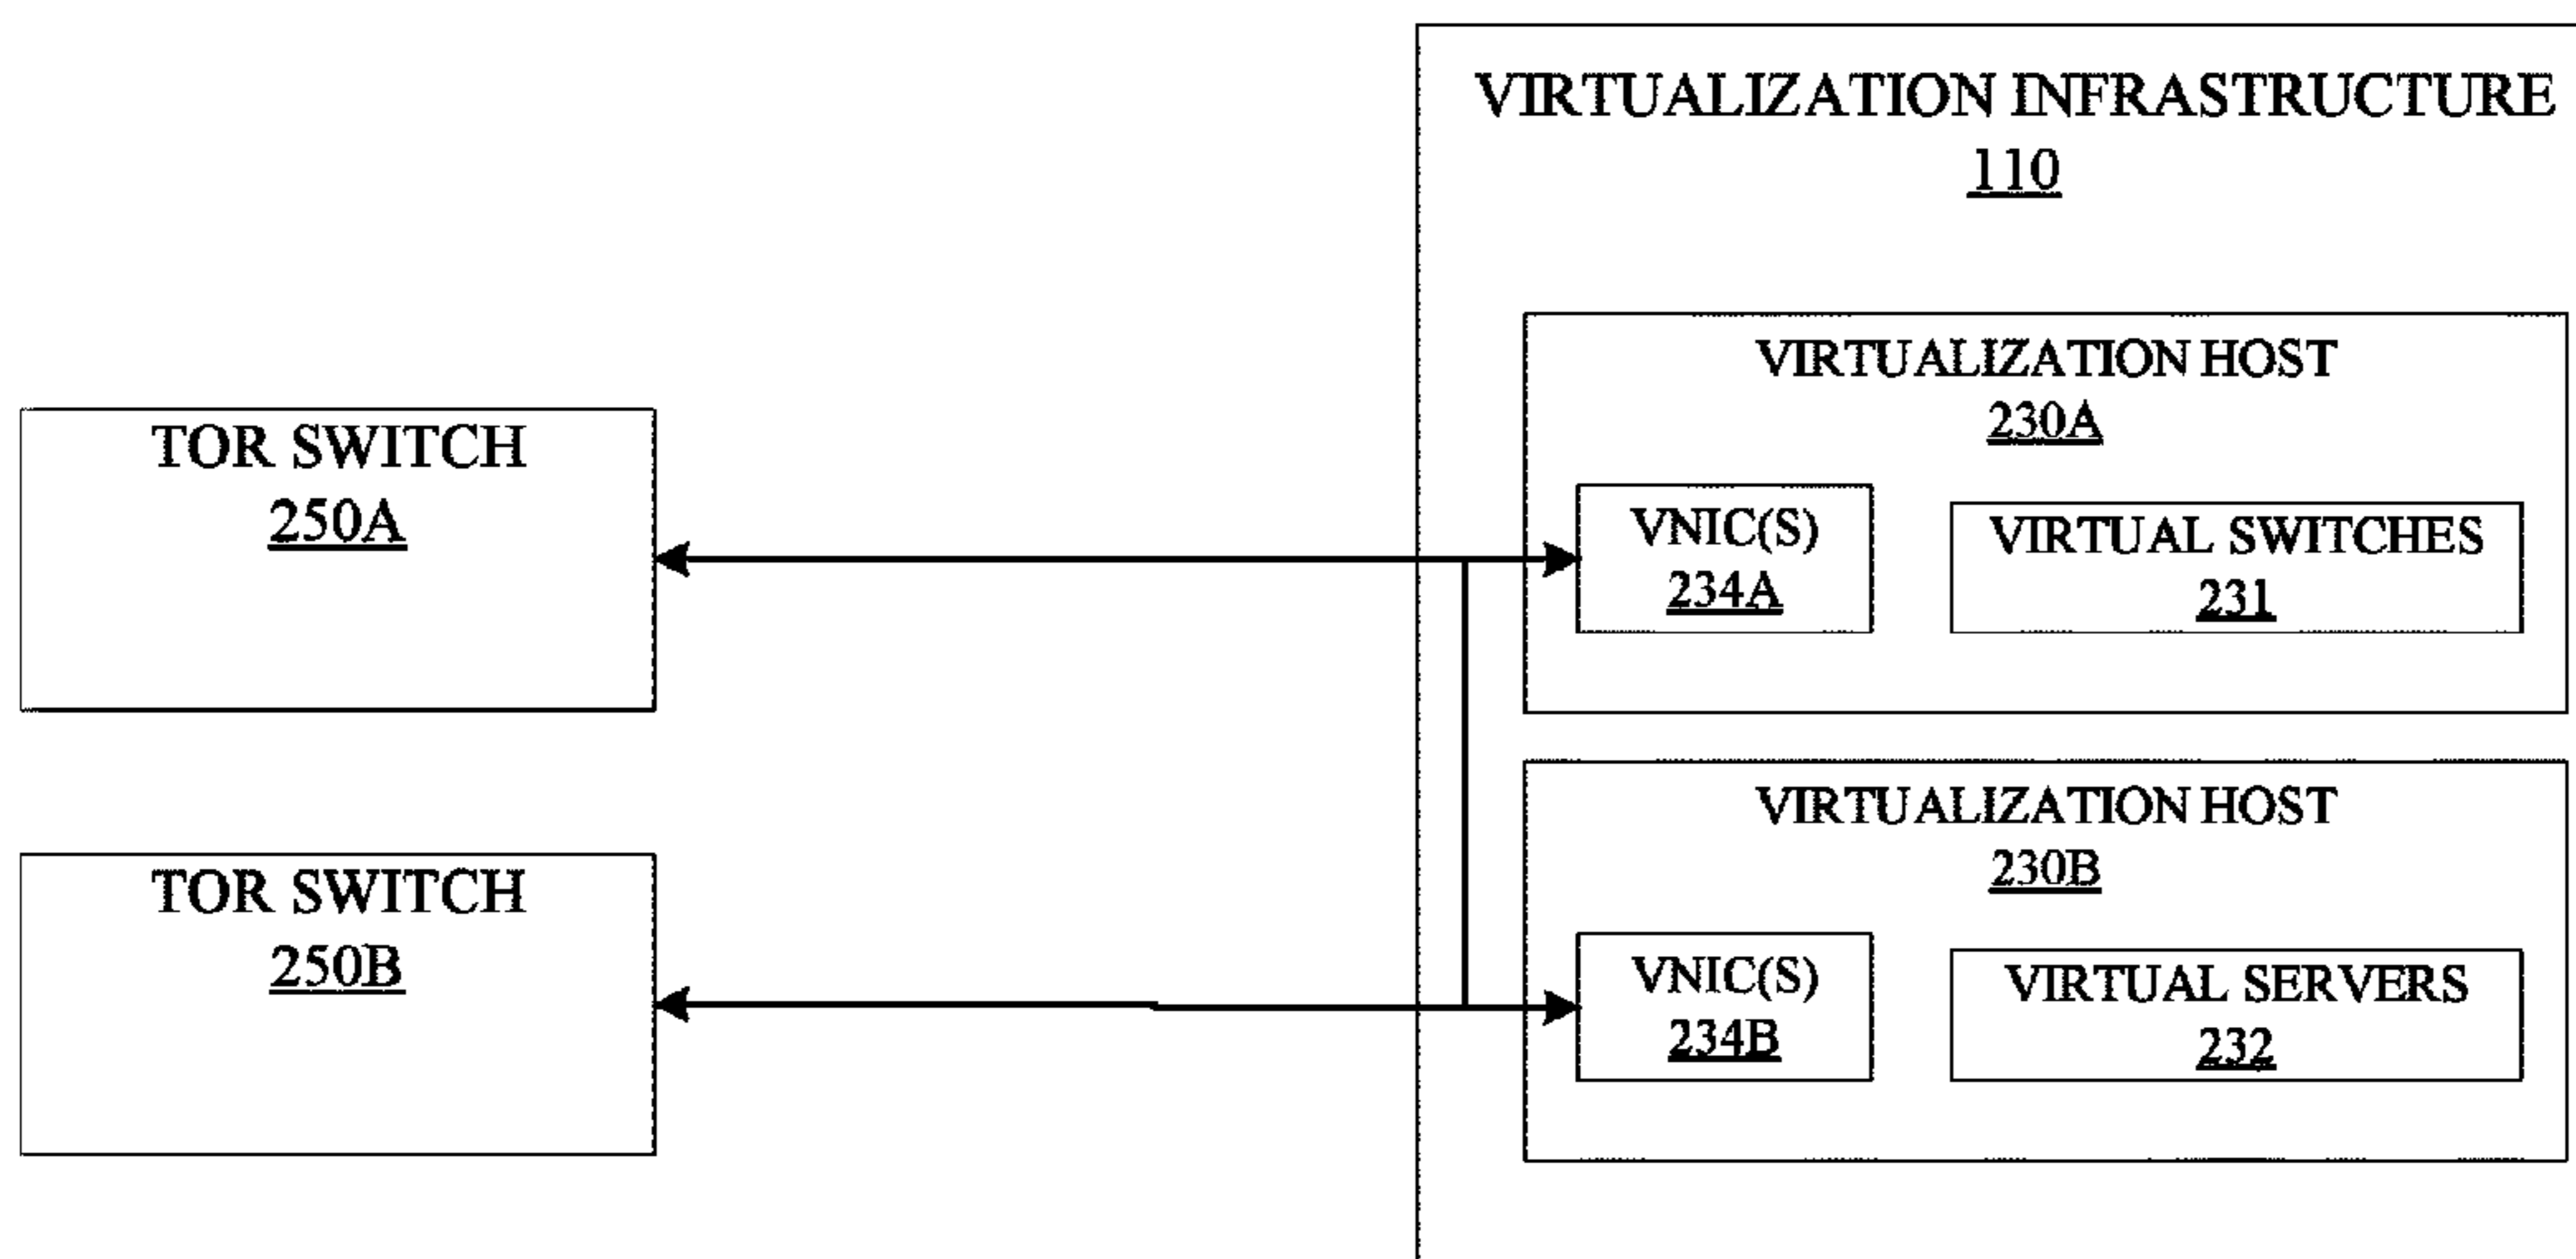 VIRTUALIZATION INFRASTRUCTURE
110
VIRTUALIZATION HOST
230A
TOR SWITCH
250A
VNIC(S)
234A
VIRTUAL SWITCHES
231
VIRTUALIZATION HOST
230B
TOR SWITCH
250B
VNIC(S)
234B
VIRTUAL SERVERS
232